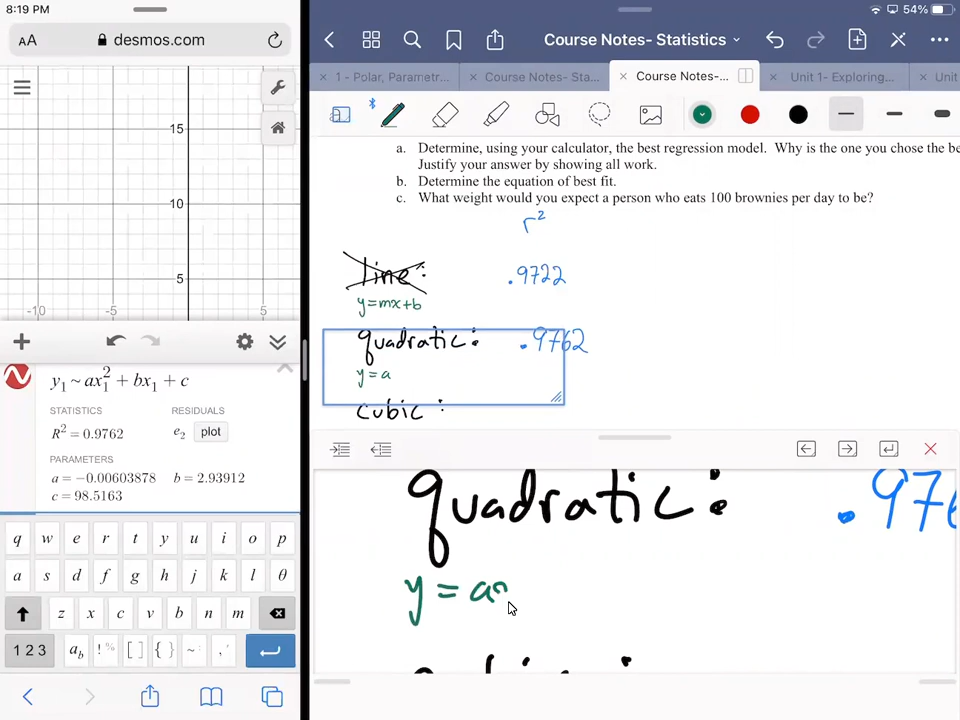 8:19 PM
54%
AA desmos.com
Course Notes- Statistics
1 - Polar, Parametr...
Course Notes- Sta...
Course Notes-...
Unit 1- Exploring...
Unit
15
10
5
-10
-5
5
y₁ ~ ax₁² + bx₁ + c
STATISTICS
RESIDUALS
R² = 0.9762
e₂ plot
PARAMETERS
a = −0.00603878
b = 2.93912
c = 98.5163
q w e r t y u i o p
a s d f g h j k l θ
z x c v b n m
1 2 3 a_b ! % [ ] { } ~ : , '
a. Determine, using your calculator, the best regression model. Why is the one you chose the be
Justify your answer by showing all work.
b. Determine the equation of best fit.
c. What weight would you expect a person who eats 100 brownies per day to be?
r²
line: .9722
y=mx+b
quadratic: .9762
y=a
cubic:
quadratic: .976
y = a